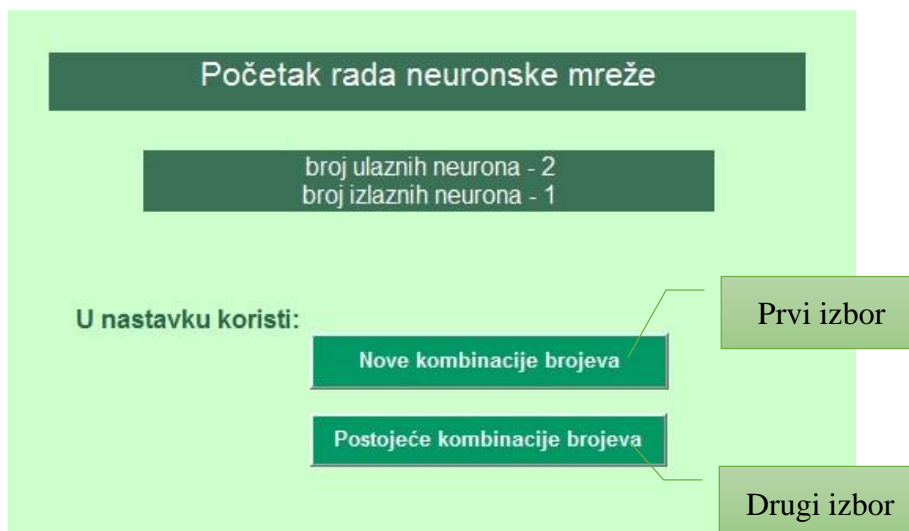 Početak rada neuronske mreže
broj ulaznih neurona - 2
broj izlaznih neurona - 1
U nastavku koristi:
Prvi izbor
Nove kombinacije brojeva
Postojeće kombinacije brojeva
Drugi izbor